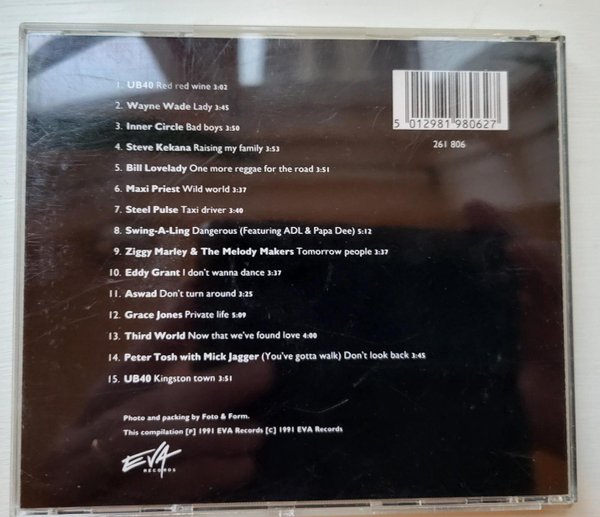 1. UB40 Red red wine 3:02
2. Wayne Wade Lady 3:45
3. Inner Circle Bad boys 3:50
4. Steve Kekana Raising my family 3:53
5. Bill Lovelady One more reggae for the road 3:51
6. Maxi Priest Wild world 3:37
7. Steel Pulse Taxi driver 3:40
8. Swing-A-Ling Dangerous (Featuring ADL & Papa Dee) 5:12
9. Ziggy Marley & The Melody Makers Tomorrow people 3:37
10. Eddy Grant I don't wanna dance 3:37
11. Aswad Don't turn around 3:25
12. Grace Jones Private life 5:09
13. Third World Now that we've found love 4:00
14. Peter Tosh with Mick Jagger (You've gotta walk) Don't look back 3:45
15. UB40 Kingston town 3:51
5 012981 980627
261 806
Photo and packing by Foto & Form.
This compilation [P] 1991 EVA Records [C] 1991 EVA Records
EVA
RECORDS